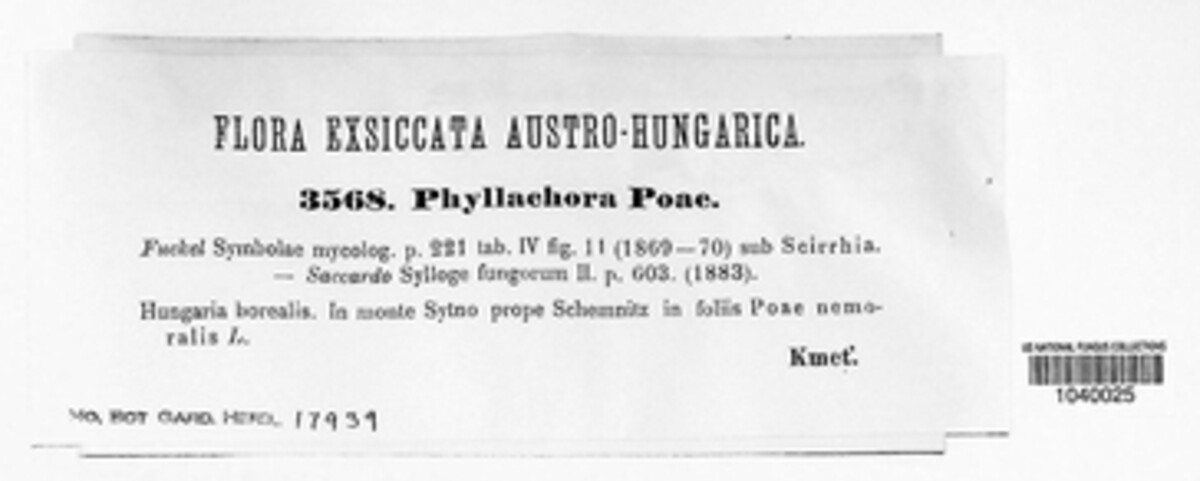 FLORA EXSICCATA AUSTRO-HUNGARICA.
3568. Phyllachora Poae.
Fuckel Symbolae mycolog. p. 221 tab. IV fig. 11 (1869—70) sub Scirrhia.
— Saccardo Sylloge fungorum II. p. 603. (1883).
Hungaria borealis. In monte Sytno prope Schemnitz in foliis Poae nemo-
ralis L.
Kmeť.
MO. BOT GARD. HERB. 17939
US NATIONAL FUNGUS COLLECTIONS
1040025